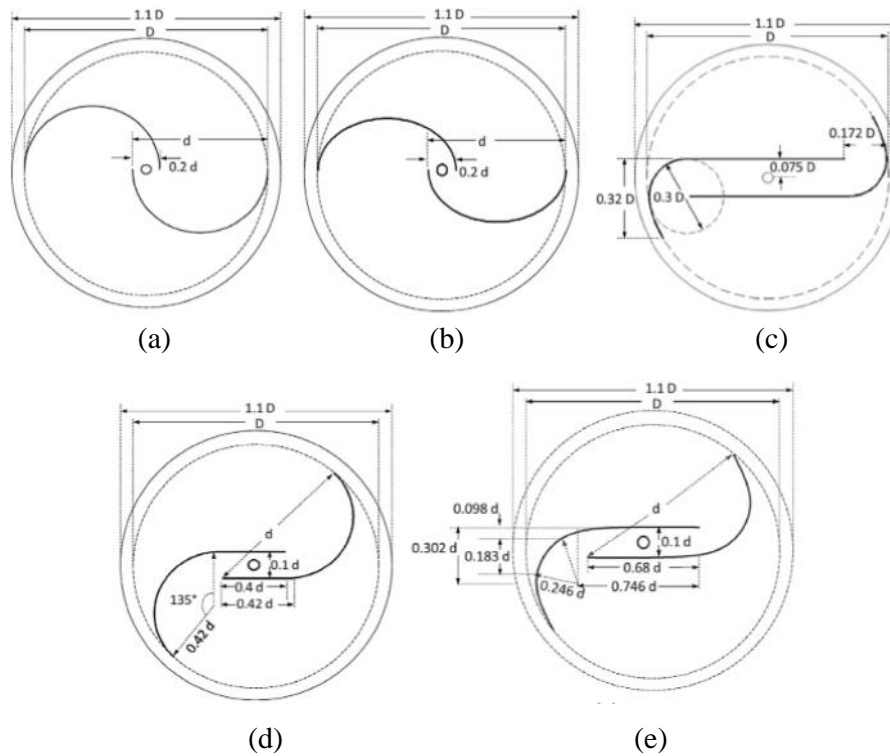 1.1 D
D
d
0.2 d
(a)
1.1 D
D
d
0.2 d
(b)
1.1 D
D
0.172 D
0.075 D
0.32 D
0.3 D
(c)
1.1 D
D
d
0.1 d
0.4 d
0.42 d
135°
0.42 d
(d)
1.1 D
D
0.098 d
d
0.302 d
0.183 d
0.1 d
0.68 d
0.246 d
0.746 d
(e)